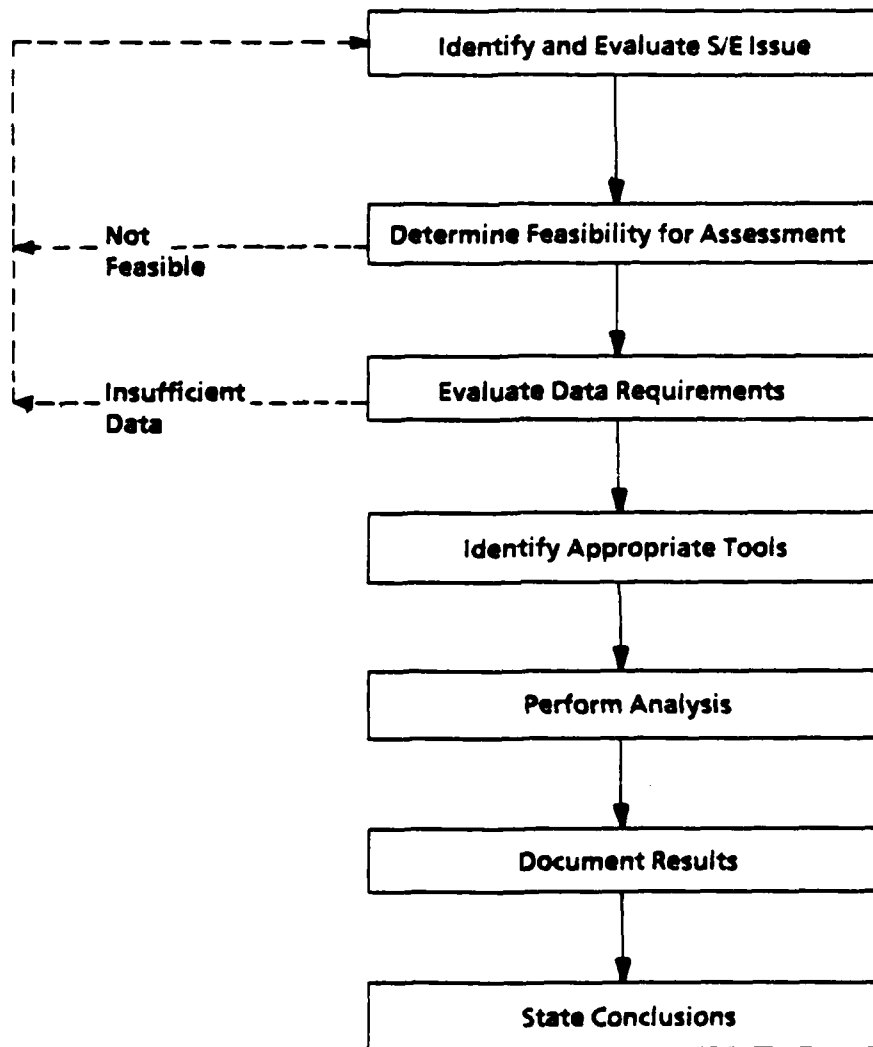 Identify and Evaluate S/E Issue
Determine Feasibility for Assessment
Not
Feasible
Evaluate Data Requirements
Insufficient
Data
Identify Appropriate Tools
Perform Analysis
Document Results
State Conclusions